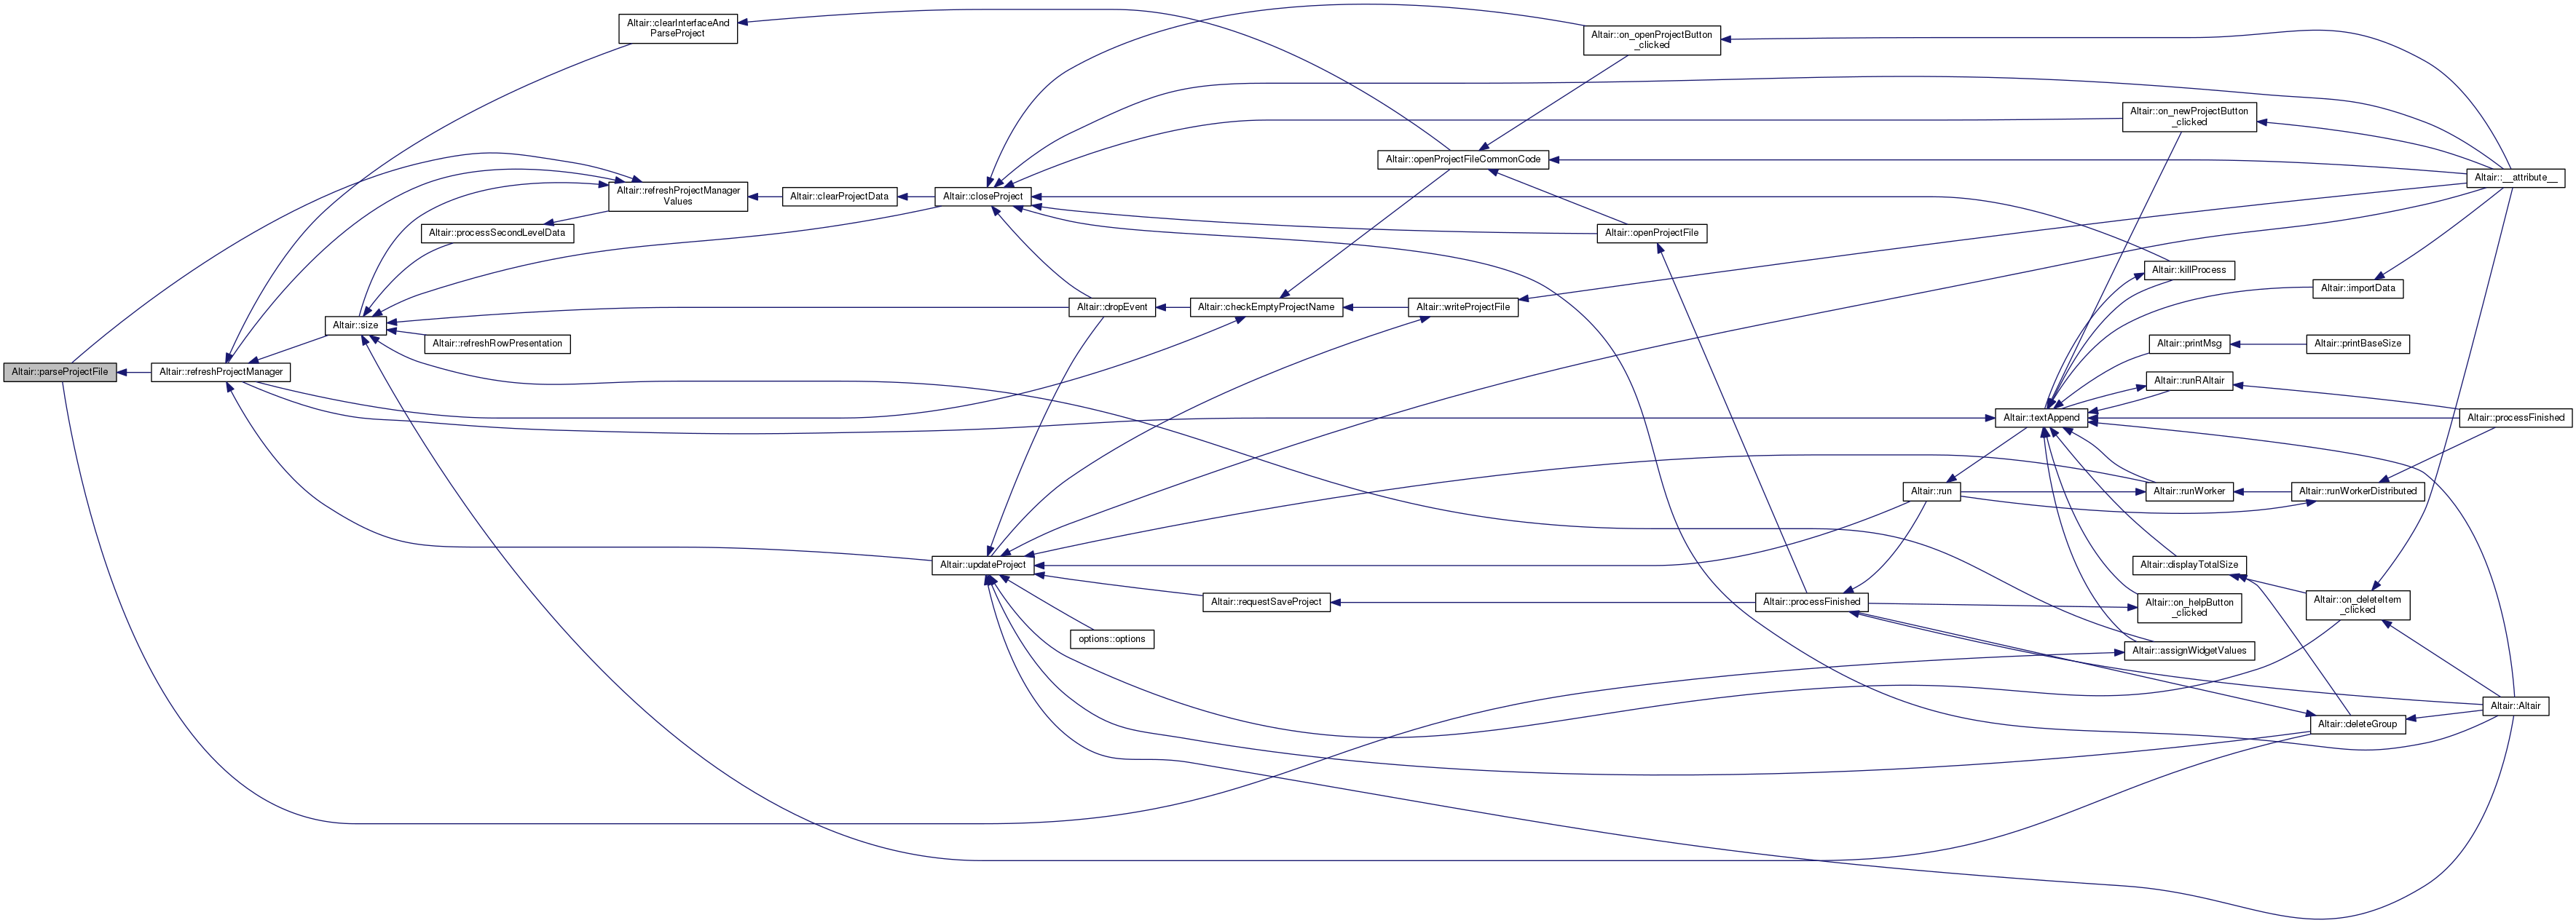 Altair::parseProjectFile
Altair::refreshProjectManager
Altair::size
Altair::processSecondLevelData
Altair::refreshRowPresentation
Altair::clearInterfaceAnd
ParseProject
Altair::refreshProjectManager
Values
Altair::clearProjectData
Altair::closeProject
Altair::updateProject
Altair::dropEvent
options::options
Altair::checkEmptyProjectName
Altair::requestSaveProject
Altair::openProjectFileCommonCode
Altair::writeProjectFile
Altair::on_openProjectButton
_clicked
Altair::openProjectFile
Altair::processFinished
Altair::run
Altair::textAppend
Altair::on_newProjectButton
_clicked
Altair::killProcess
Altair::printMsg
Altair::runRAltair
Altair::runWorker
Altair::displayTotalSize
Altair::on_helpButton
_clicked
Altair::assignWidgetValues
Altair::importData
Altair::printBaseSize
Altair::runWorkerDistributed
Altair::on_deleteItem
_clicked
Altair::deleteGroup
Altair::__attribute__
Altair::processFinished
Altair::Altair